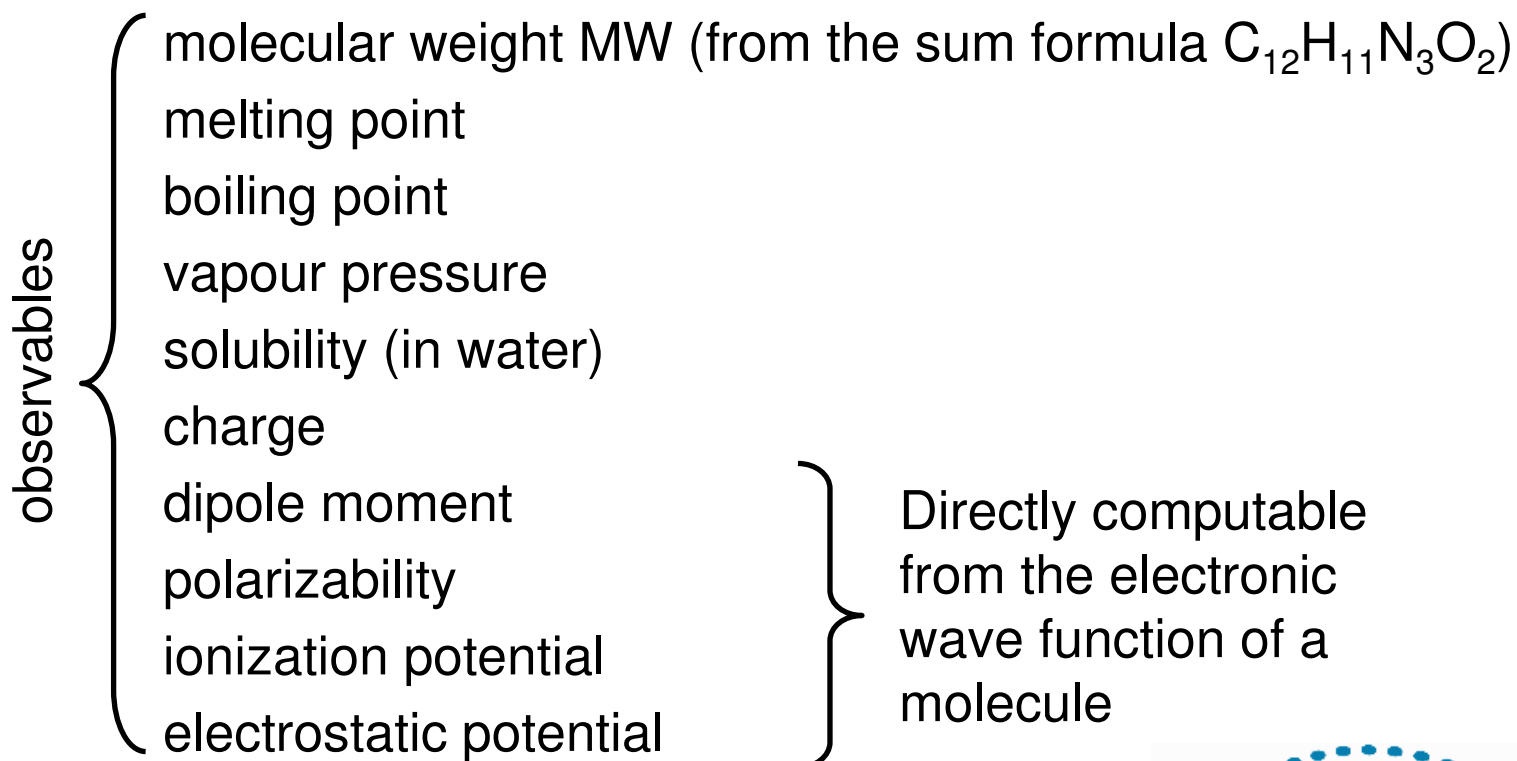 observables
molecular weight MW (from the sum formula C₁₂H₁₁N₃O₂)
melting point
boiling point
vapour pressure
solubility (in water)
charge
dipole moment
polarizability
ionization potential
electrostatic potential
Directly computable
from the electronic
wave function of a
molecule